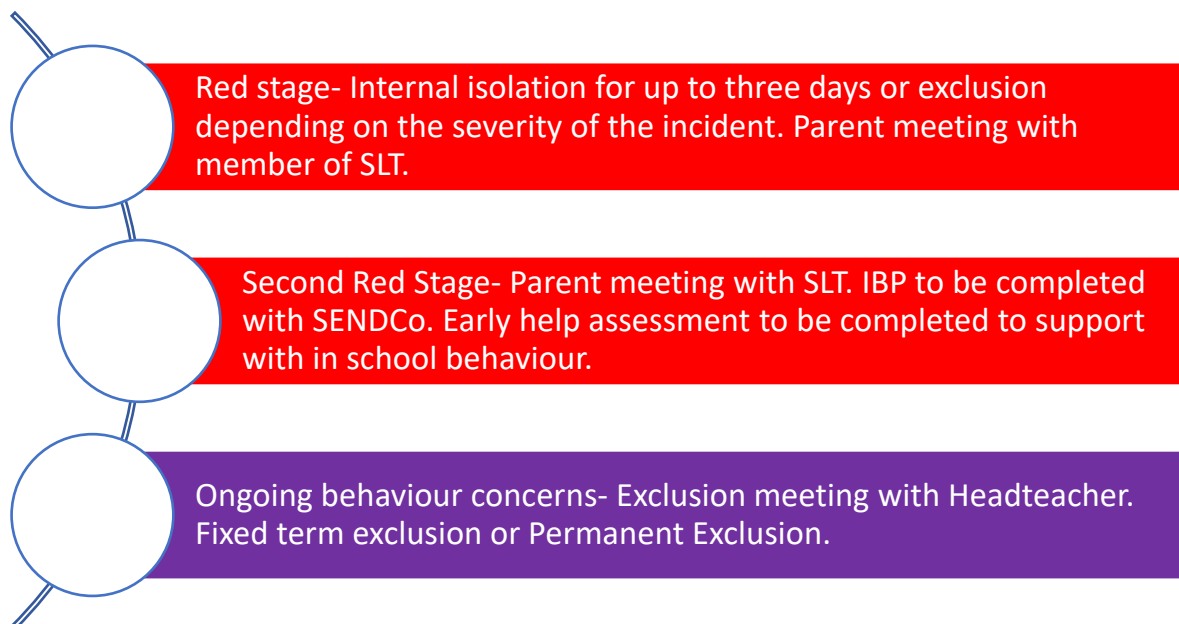 Red stage- Internal isolation for up to three days or exclusion
depending on the severity of the incident. Parent meeting with
member of SLT.
Second Red Stage- Parent meeting with SLT. IBP to be completed
with SENDCo. Early help assessment to be completed to support
with in school behaviour.
Ongoing behaviour concerns- Exclusion meeting with Headteacher.
Fixed term exclusion or Permanent Exclusion.